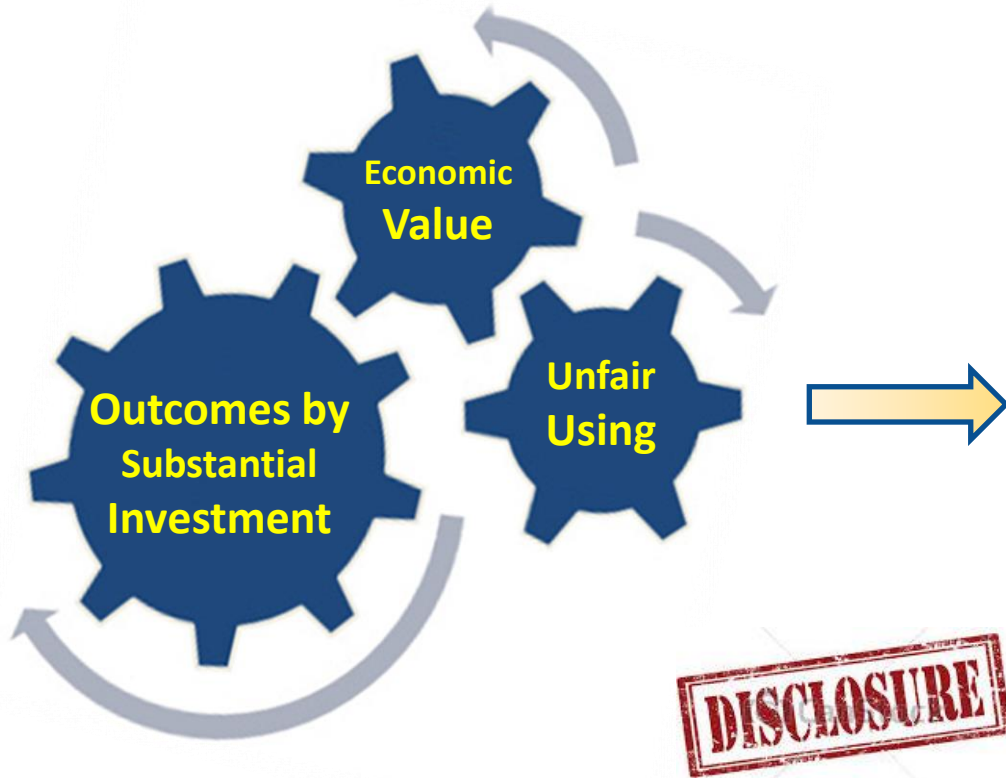 Economic
Value
Outcomes by
Substantial
Investment
Unfair
Using
DISCLOSURE